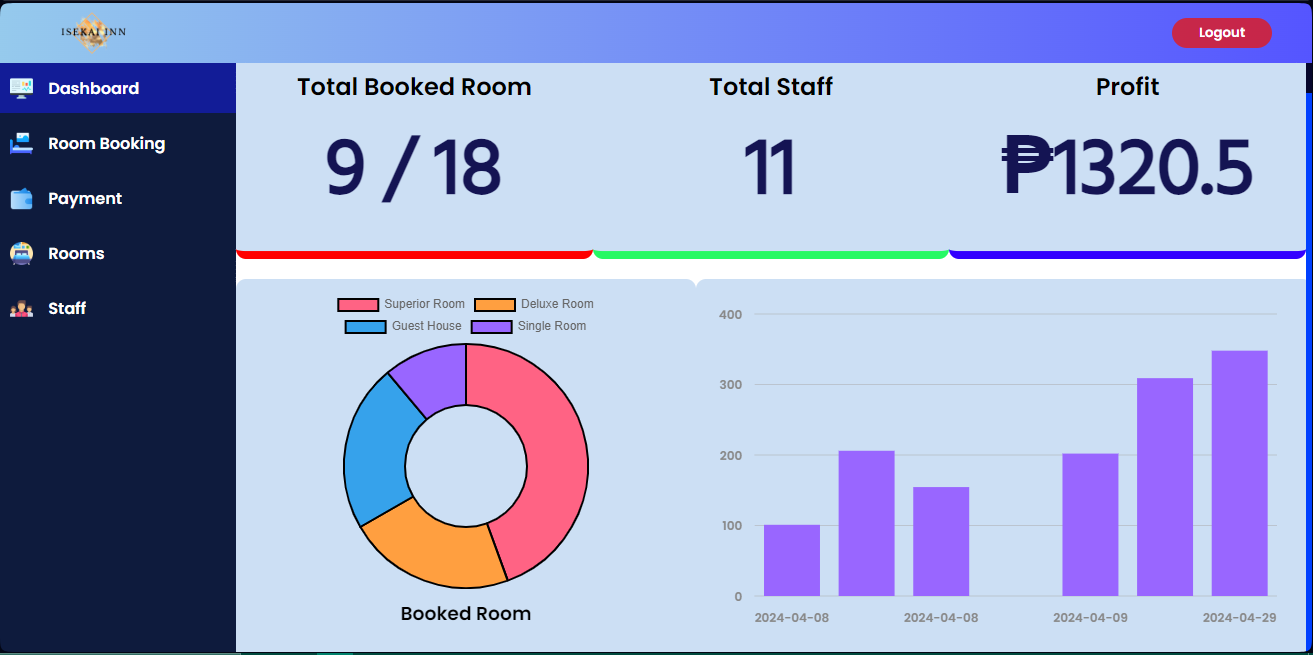 ISEKAI INN
Logout
Dashboard
Room Booking
Payment
Rooms
Staff
Total Booked Room
Total Staff
Profit
9 / 18
11
₱1320.5
Superior Room
Deluxe Room
Guest House
Single Room
Booked Room
400
300
200
100
0
2024-04-08
2024-04-08
2024-04-09
2024-04-29